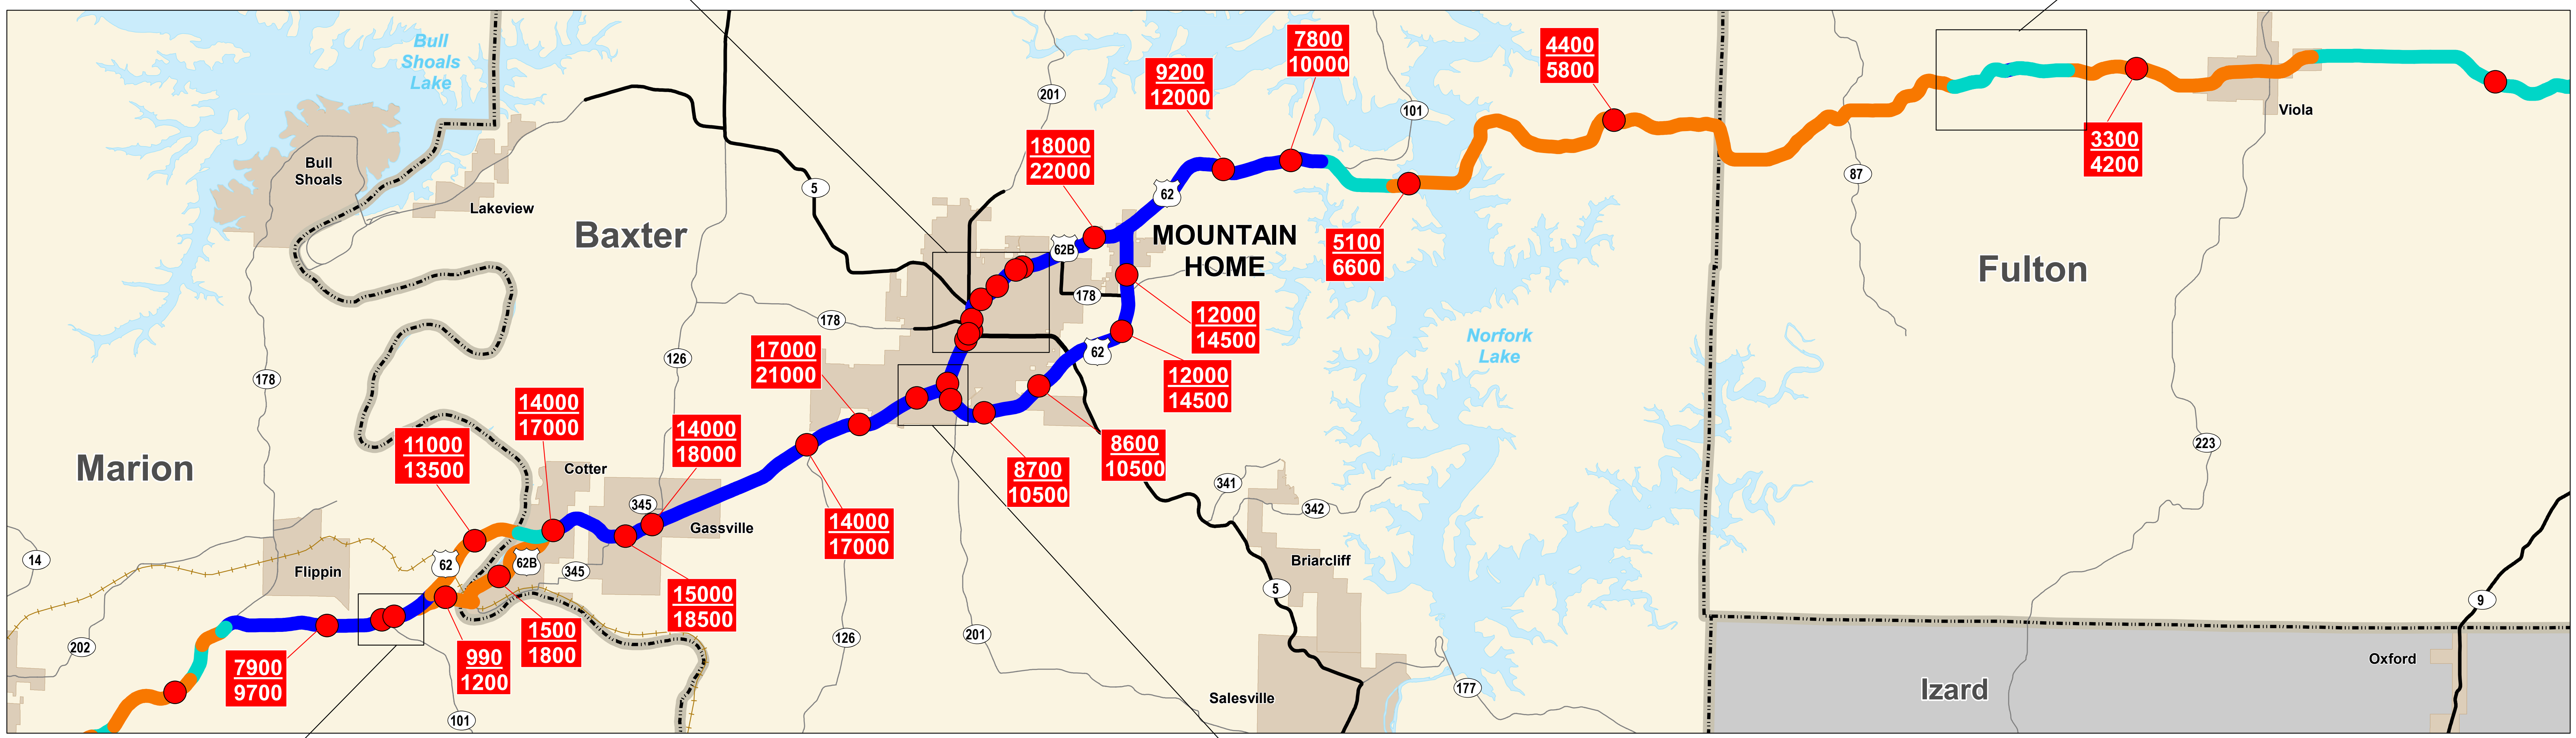 Bull
Shoals
Lake
Bull
Shoals
Lakeview
Baxter
5
201
9200
12000
7800
10000
18000
22000
62
62B
MOUNTAIN
HOME
101
4400
5800
5100
6600
87
3300
4200
Viola
Fulton
178
12000
14500
62
12000
14500
Norfork
Lake
178
126
17000
21000
178
14000
17000
14000
18000
11000
13500
Marion
Cotter
345
Gassville
8600
10500
8700
10500
14000
17000
341
342
223
14
Flippin
62
62B
345
15000
18500
Briarcliff
5
9
202
7900
9700
990
1200
1500
1800
126
201
101
Salesville
177
Izard
Oxford